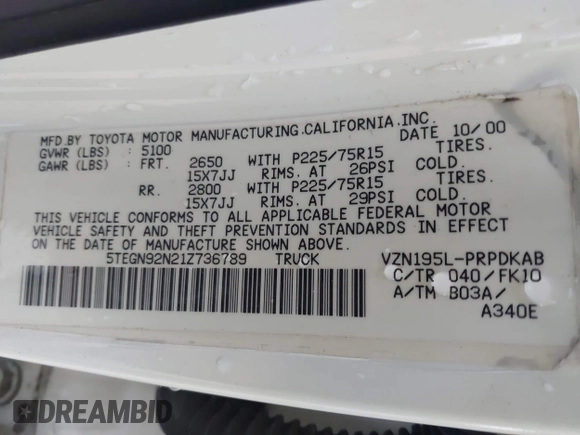 MFD.BY TOYOTA MOTOR MANUFACTURING.CALIFORNIA.INC.
GVWR (LBS) : 5100 DATE 10/00
GAWR (LBS) : FRT. 2650 WITH P225/75R15 TIRES.
15X7JJ RIMS. AT 26PSI COLD.
RR. 2800 WITH P225/75R15 TIRES.
15X7JJ RIMS. AT 29PSI COLD.
THIS VEHICLE CONFORMS TO ALL APPLICABLE FEDERAL MOTOR
VEHICLE SAFETY AND THEFT PREVENTION STANDARDS IN EFFECT
ON THE DATE OF MANUFACTURE SHOWN ABOVE.
5TEGN92N21Z736789 TRUCK VZN195L-PRPDKAB
C/TR 040/FK10
A/TM B03A/
A340E
DREAMBID